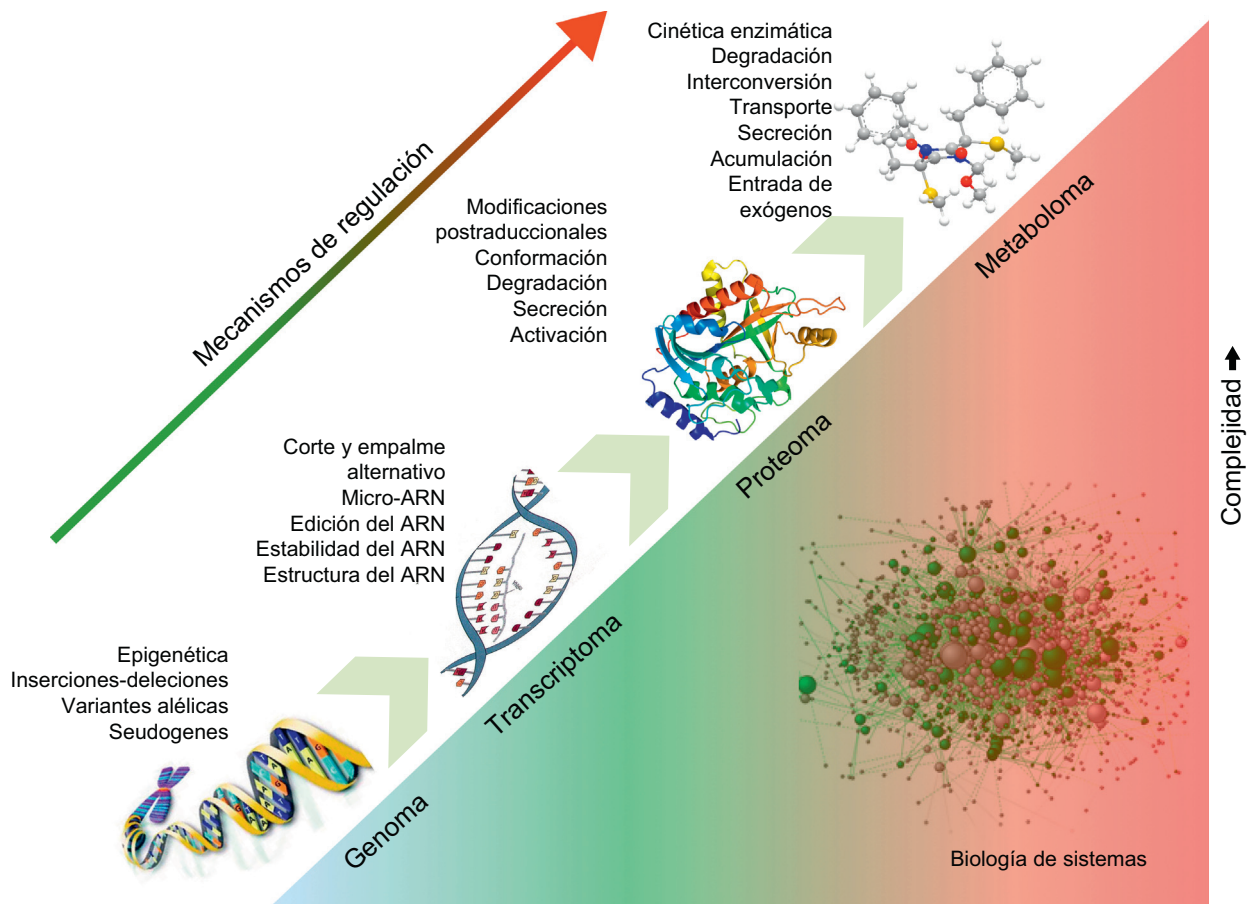 Cinética enzimática
Degradación
Interconversión
Transporte
Secreción
Acumulación
Entrada de
exógenos
Mecanismos de regulación
Modificaciones
postraduccionales
Conformación
Degradación
Secreción
Activación
Metaboloma
Complejidad
Corte y empalme
alternativo
Micro-ARN
Edición del ARN
Estabilidad del ARN
Estructura del ARN
Proteoma
Epigenética
Inserciones-deleciones
Variantes alélicas
Seudogenes
Transcriptoma
Genoma
Biología de sistemas